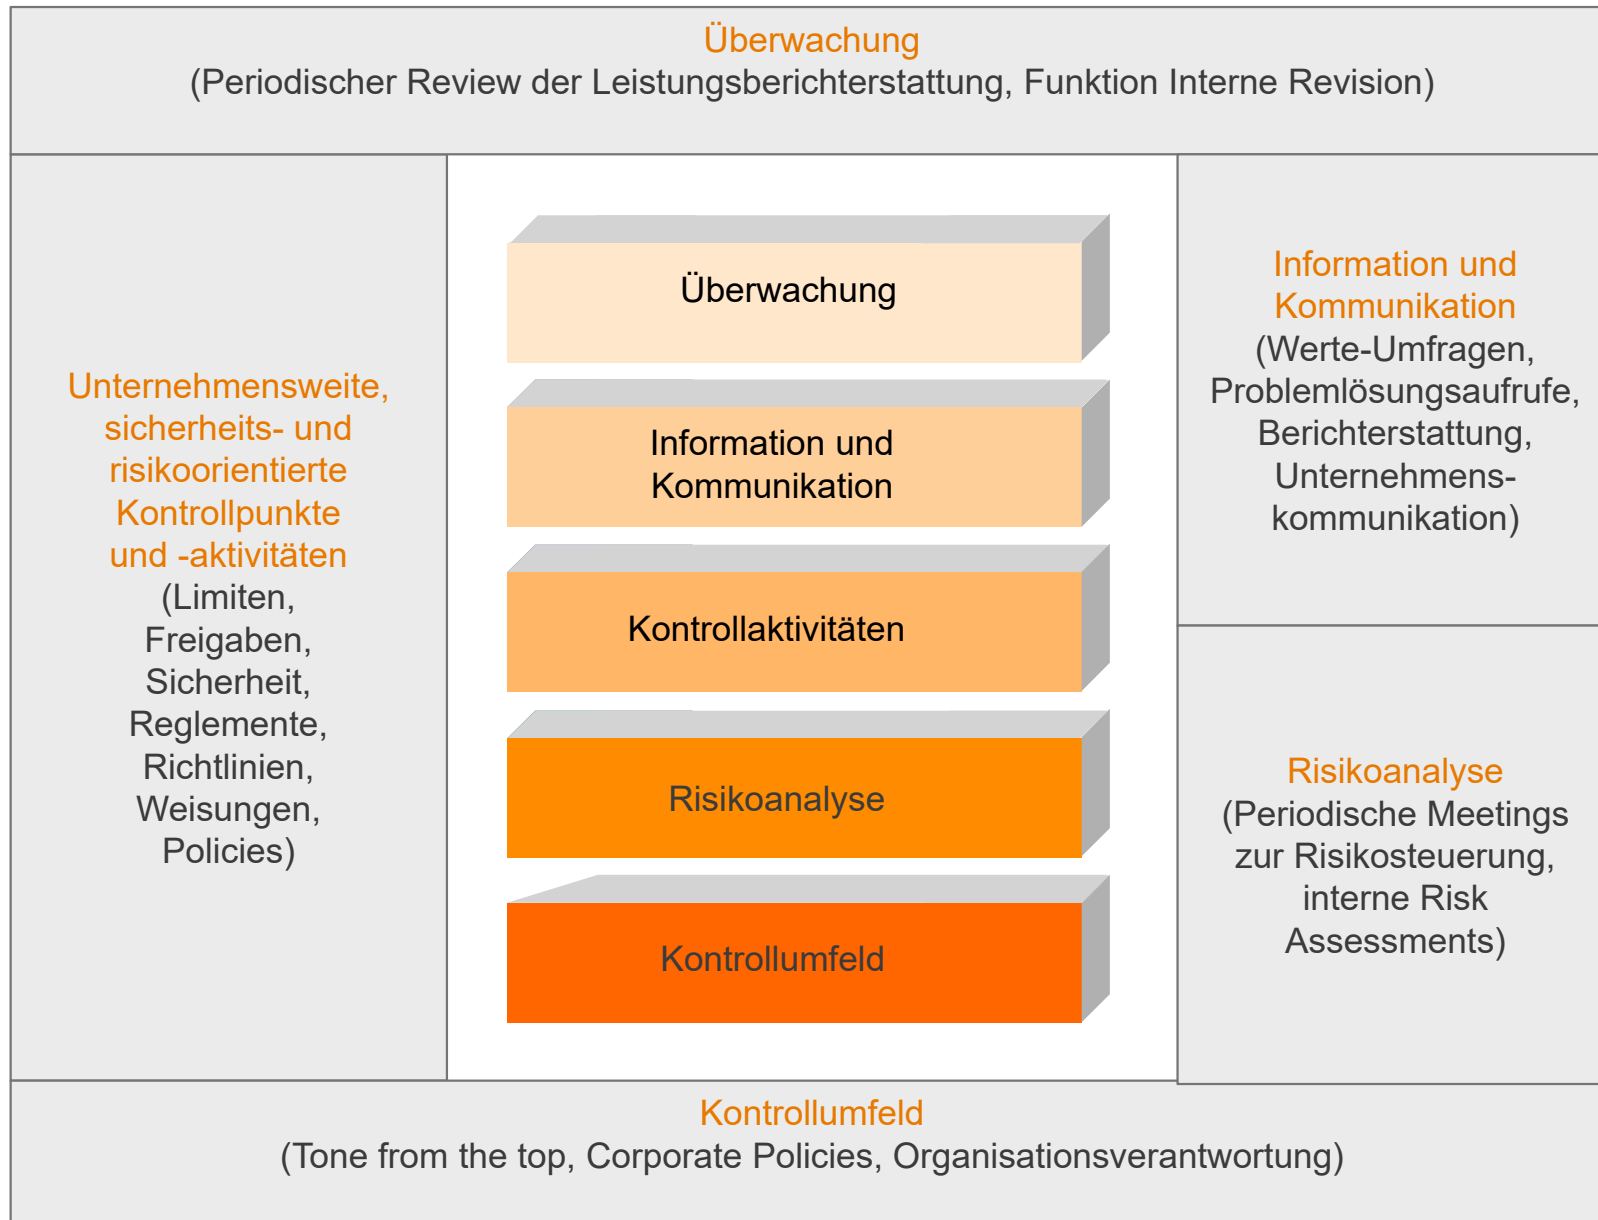 Überwachung
(Periodischer Review der Leistungsberichterstattung, Funktion Interne Revision)
Unternehmensweite,
sicherheits- und
risikoorientierte
Kontrollpunkte
und -aktivitäten
(Limiten,
Freigaben,
Sicherheit,
Reglemente,
Richtlinien,
Weisungen,
Policies)
Überwachung
Information und
Kommunikation
Kontrollaktivitäten
Risikoanalyse
Kontrollumfeld
Information und
Kommunikation
(Werte-Umfragen,
Problemlösungsaufrufe,
Berichterstattung,
Unternehmens-
kommunikation)
Risikoanalyse
(Periodische Meetings
zur Risikosteuerung,
interne Risk
Assessments)
Kontrollumfeld
(Tone from the top, Corporate Policies, Organisationsverantwortung)